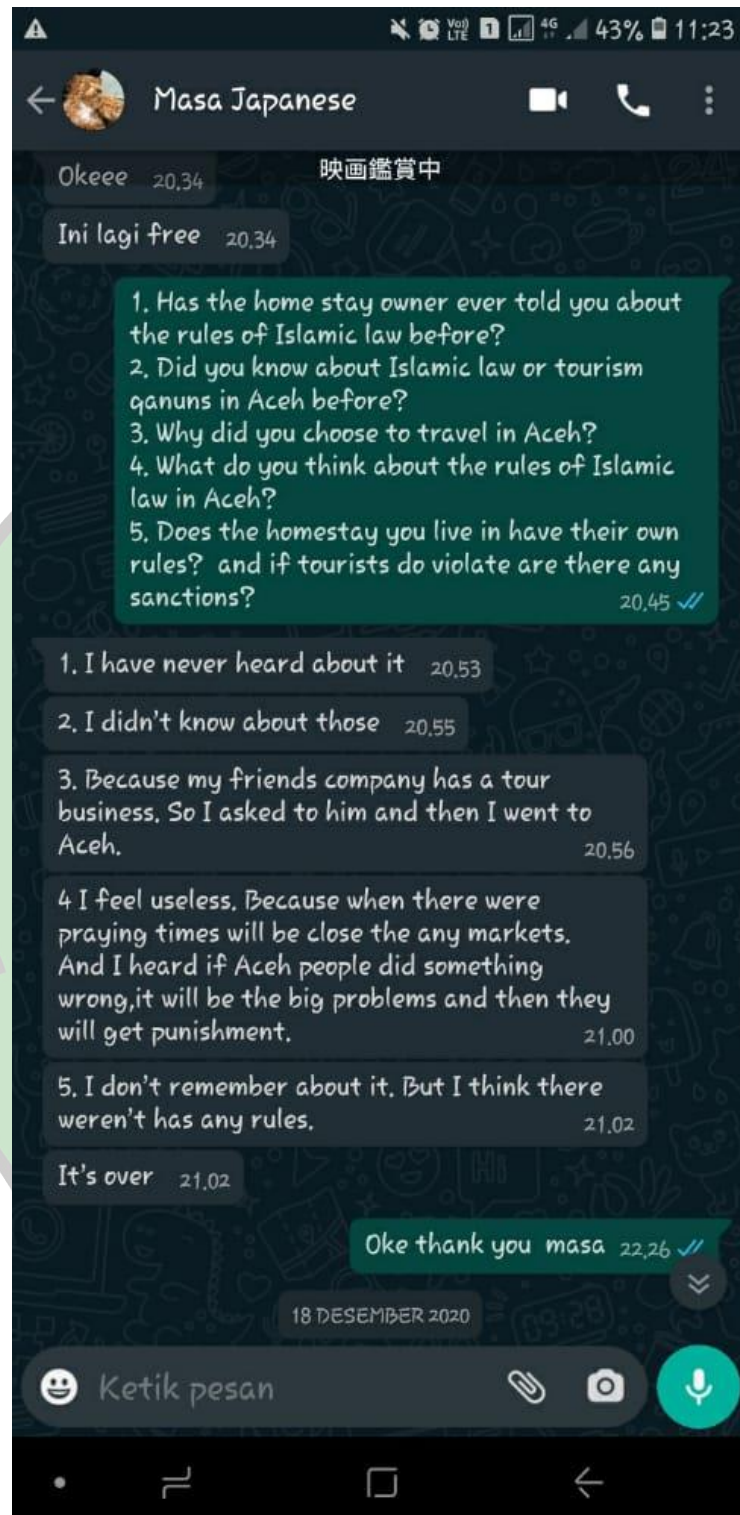 Voi) LTE 1 4G 43% 11:23
Masa Japanese
Okeee 20.34
映画鑑賞中
Ini lagi free 20.34
1. Has the home stay owner ever told you about
the rules of Islamic law before?
2. Did you know about Islamic law or tourism
qanuns in Aceh before?
3. Why did you choose to travel in Aceh?
4. What do you think about the rules of Islamic
law in Aceh?
5. Does the homestay you live in have their own
rules? and if tourists do violate are there any
sanctions? 20.45
1. I have never heard about it 20.53
2. I didn't know about those 20.55
3. Because my friends company has a tour
business. So I asked to him and then I went to
Aceh. 20.56
4 I feel useless. Because when there were
praying times will be close the any markets.
And I heard if Aceh people did something
wrong,it will be the big problems and then they
will get punishment. 21.00
5. I don't remember about it. But I think there
weren't has any rules. 21.02
It's over 21.02
Oke thank you masa 22.26
18 DESEMBER 2020
Ketik pesan